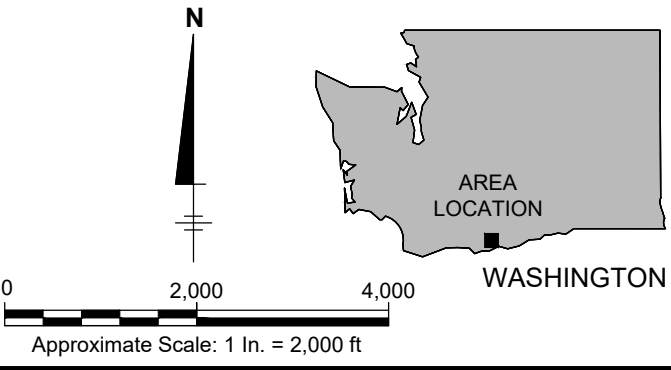 N
AREA
LOCATION
WASHINGTON
0 2,000 4,000
Approximate Scale: 1 In. = 2,000 ft